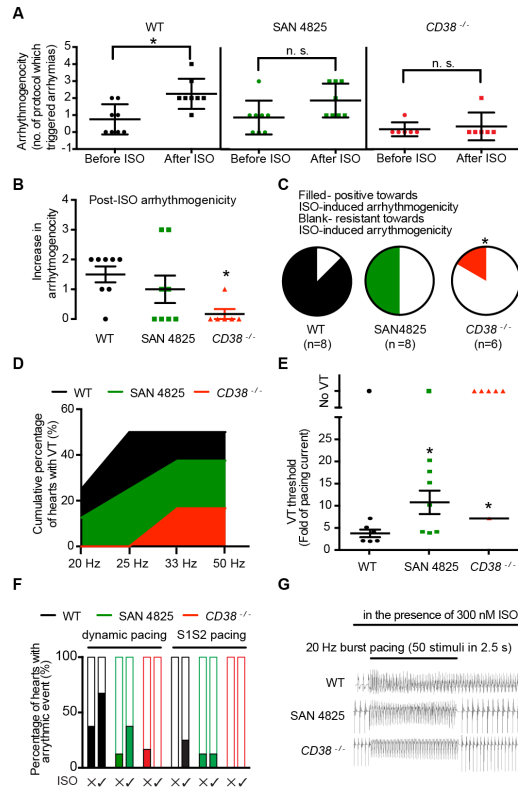 A
WT
SAN 4825
CD38 -/-
Arrhythmogenocity
(no. of protocol which
triggered arrhymias)
5
4
3
2
1
0
-1
*
n. s.
n. s.
Before ISO
After ISO
Before ISO
After ISO
Before ISO
After ISO
B
Post-ISO arrhythmogenicity
Increase in
arrhythmogenocity
4
3
2
1
0
*
WT
SAN 4825
CD38 -/-
C
Filled- positive towards
ISO-induced arrhythmogenicity
Blank- resistant towards
ISO-induced arrythmogenicity
*
WT
(n=8)
SAN4825
(n =8)
CD38 -/-
(n=6)
D
WT
SAN 4825
CD38 -/-
Cumulative percentage
of hearts with VT (%)
60
40
20
0
20 Hz
25 Hz
33 Hz
50 Hz
E
VT threshold
(Fold of pacing current)
No VT
25
20
15
10
5
0
*
*
WT
SAN 4825
CD38 -/-
F
WT
SAN 4825
CD38 -/-
dynamic pacing
S1S2 pacing
Percentage of hearts with
arrythmic event (%)
100
50
0
ISO ×✓ ×✓ ×✓ ×✓ ×✓ ×✓
G
in the presence of 300 nM ISO
20 Hz burst pacing (50 stimuli in 2.5 s)
WT
SAN 4825
CD38 -/-